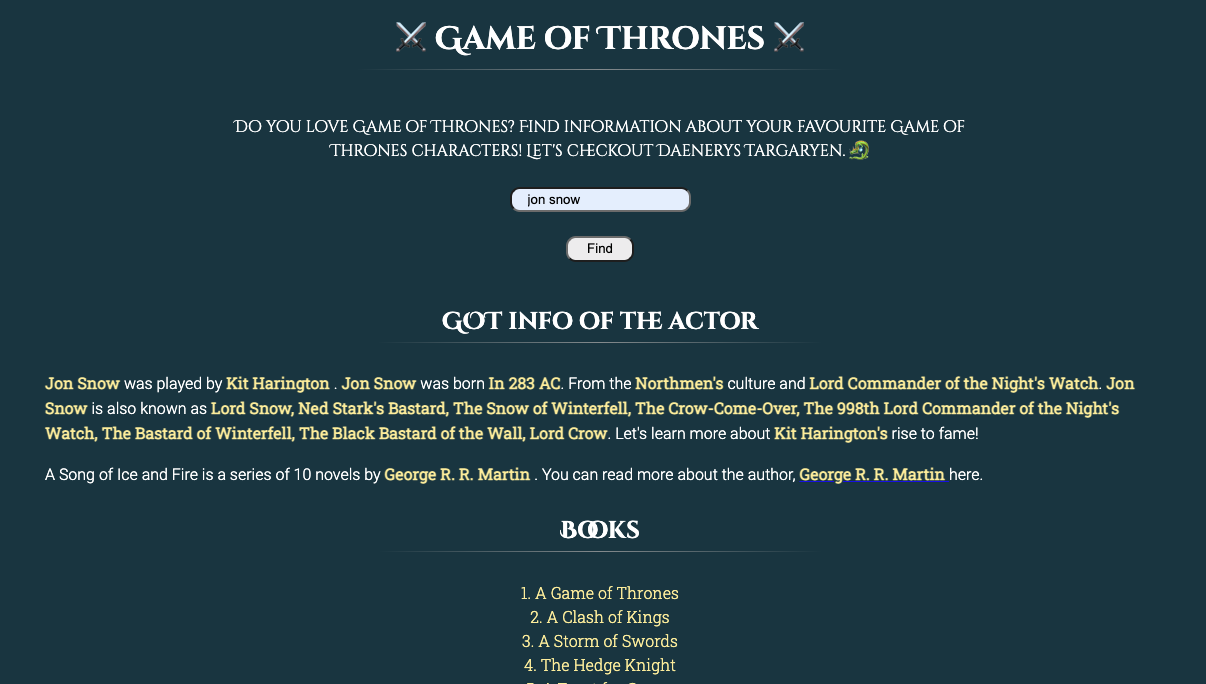 Game of Thrones
Do you love Game of Thrones? Find information about your favourite Game of
Thrones characters! Let's checkout Daenerys Targaryen.
jon snow
Find
GOT info of the actor
Jon Snow was played by Kit Harington . Jon Snow was born In 283 AC. From the Northmen's culture and Lord Commander of the Night's Watch. Jon
Snow is also known as Lord Snow, Ned Stark's Bastard, The Snow of Winterfell, The Crow-Come-Over, The 998th Lord Commander of the Night's
Watch, The Bastard of Winterfell, The Black Bastard of the Wall, Lord Crow. Let's learn more about Kit Harington's rise to fame!
A Song of Ice and Fire is a series of 10 novels by George R. R. Martin . You can read more about the author, George R. R. Martin here.
Books
1. A Game of Thrones
2. A Clash of Kings
3. A Storm of Swords
4. The Hedge Knight